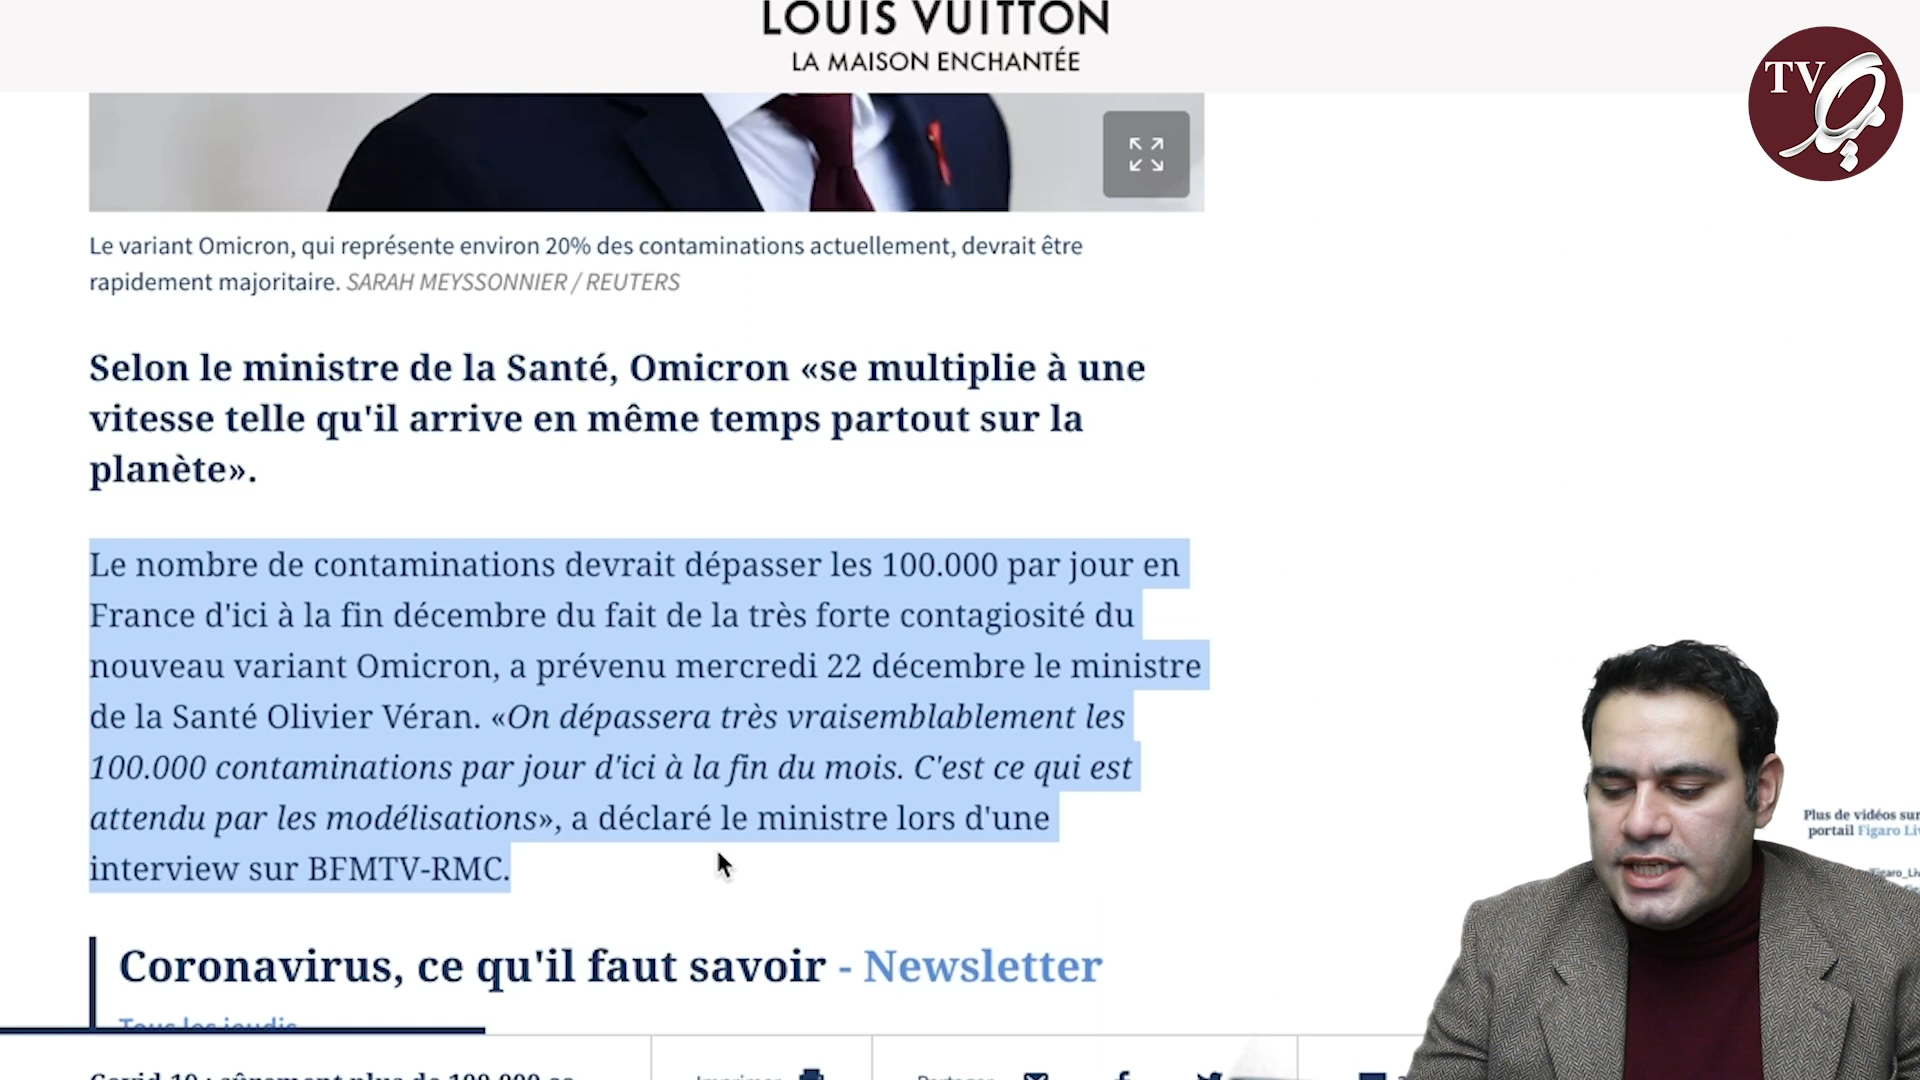 LOUIS VUITTON
LA MAISON ENCHANTÉE
TV
Le variant Omicron, qui représente environ 20% des contaminations actuellement, devrait être
rapidement majoritaire. SARAH MEYSSONNIER / REUTERS
Selon le ministre de la Santé, Omicron «se multiplie à une
vitesse telle qu'il arrive en même temps partout sur la
planète».
Le nombre de contaminations devrait dépasser les 100.000 par jour en
France d'ici à la fin décembre du fait de la très forte contagiosité du
nouveau variant Omicron, a prévenu mercredi 22 décembre le ministre
de la Santé Olivier Véran. «On dépassera très vraisemblablement les
100.000 contaminations par jour d'ici à la fin du mois. C'est ce qui est
attendu par les modélisations», a déclaré le ministre lors d'une
interview sur BFMTV-RMC.
Plus de vidéos sur
portail Figaro
Coronavirus, ce qu'il faut savoir - Newsletter
Tous les jeudis